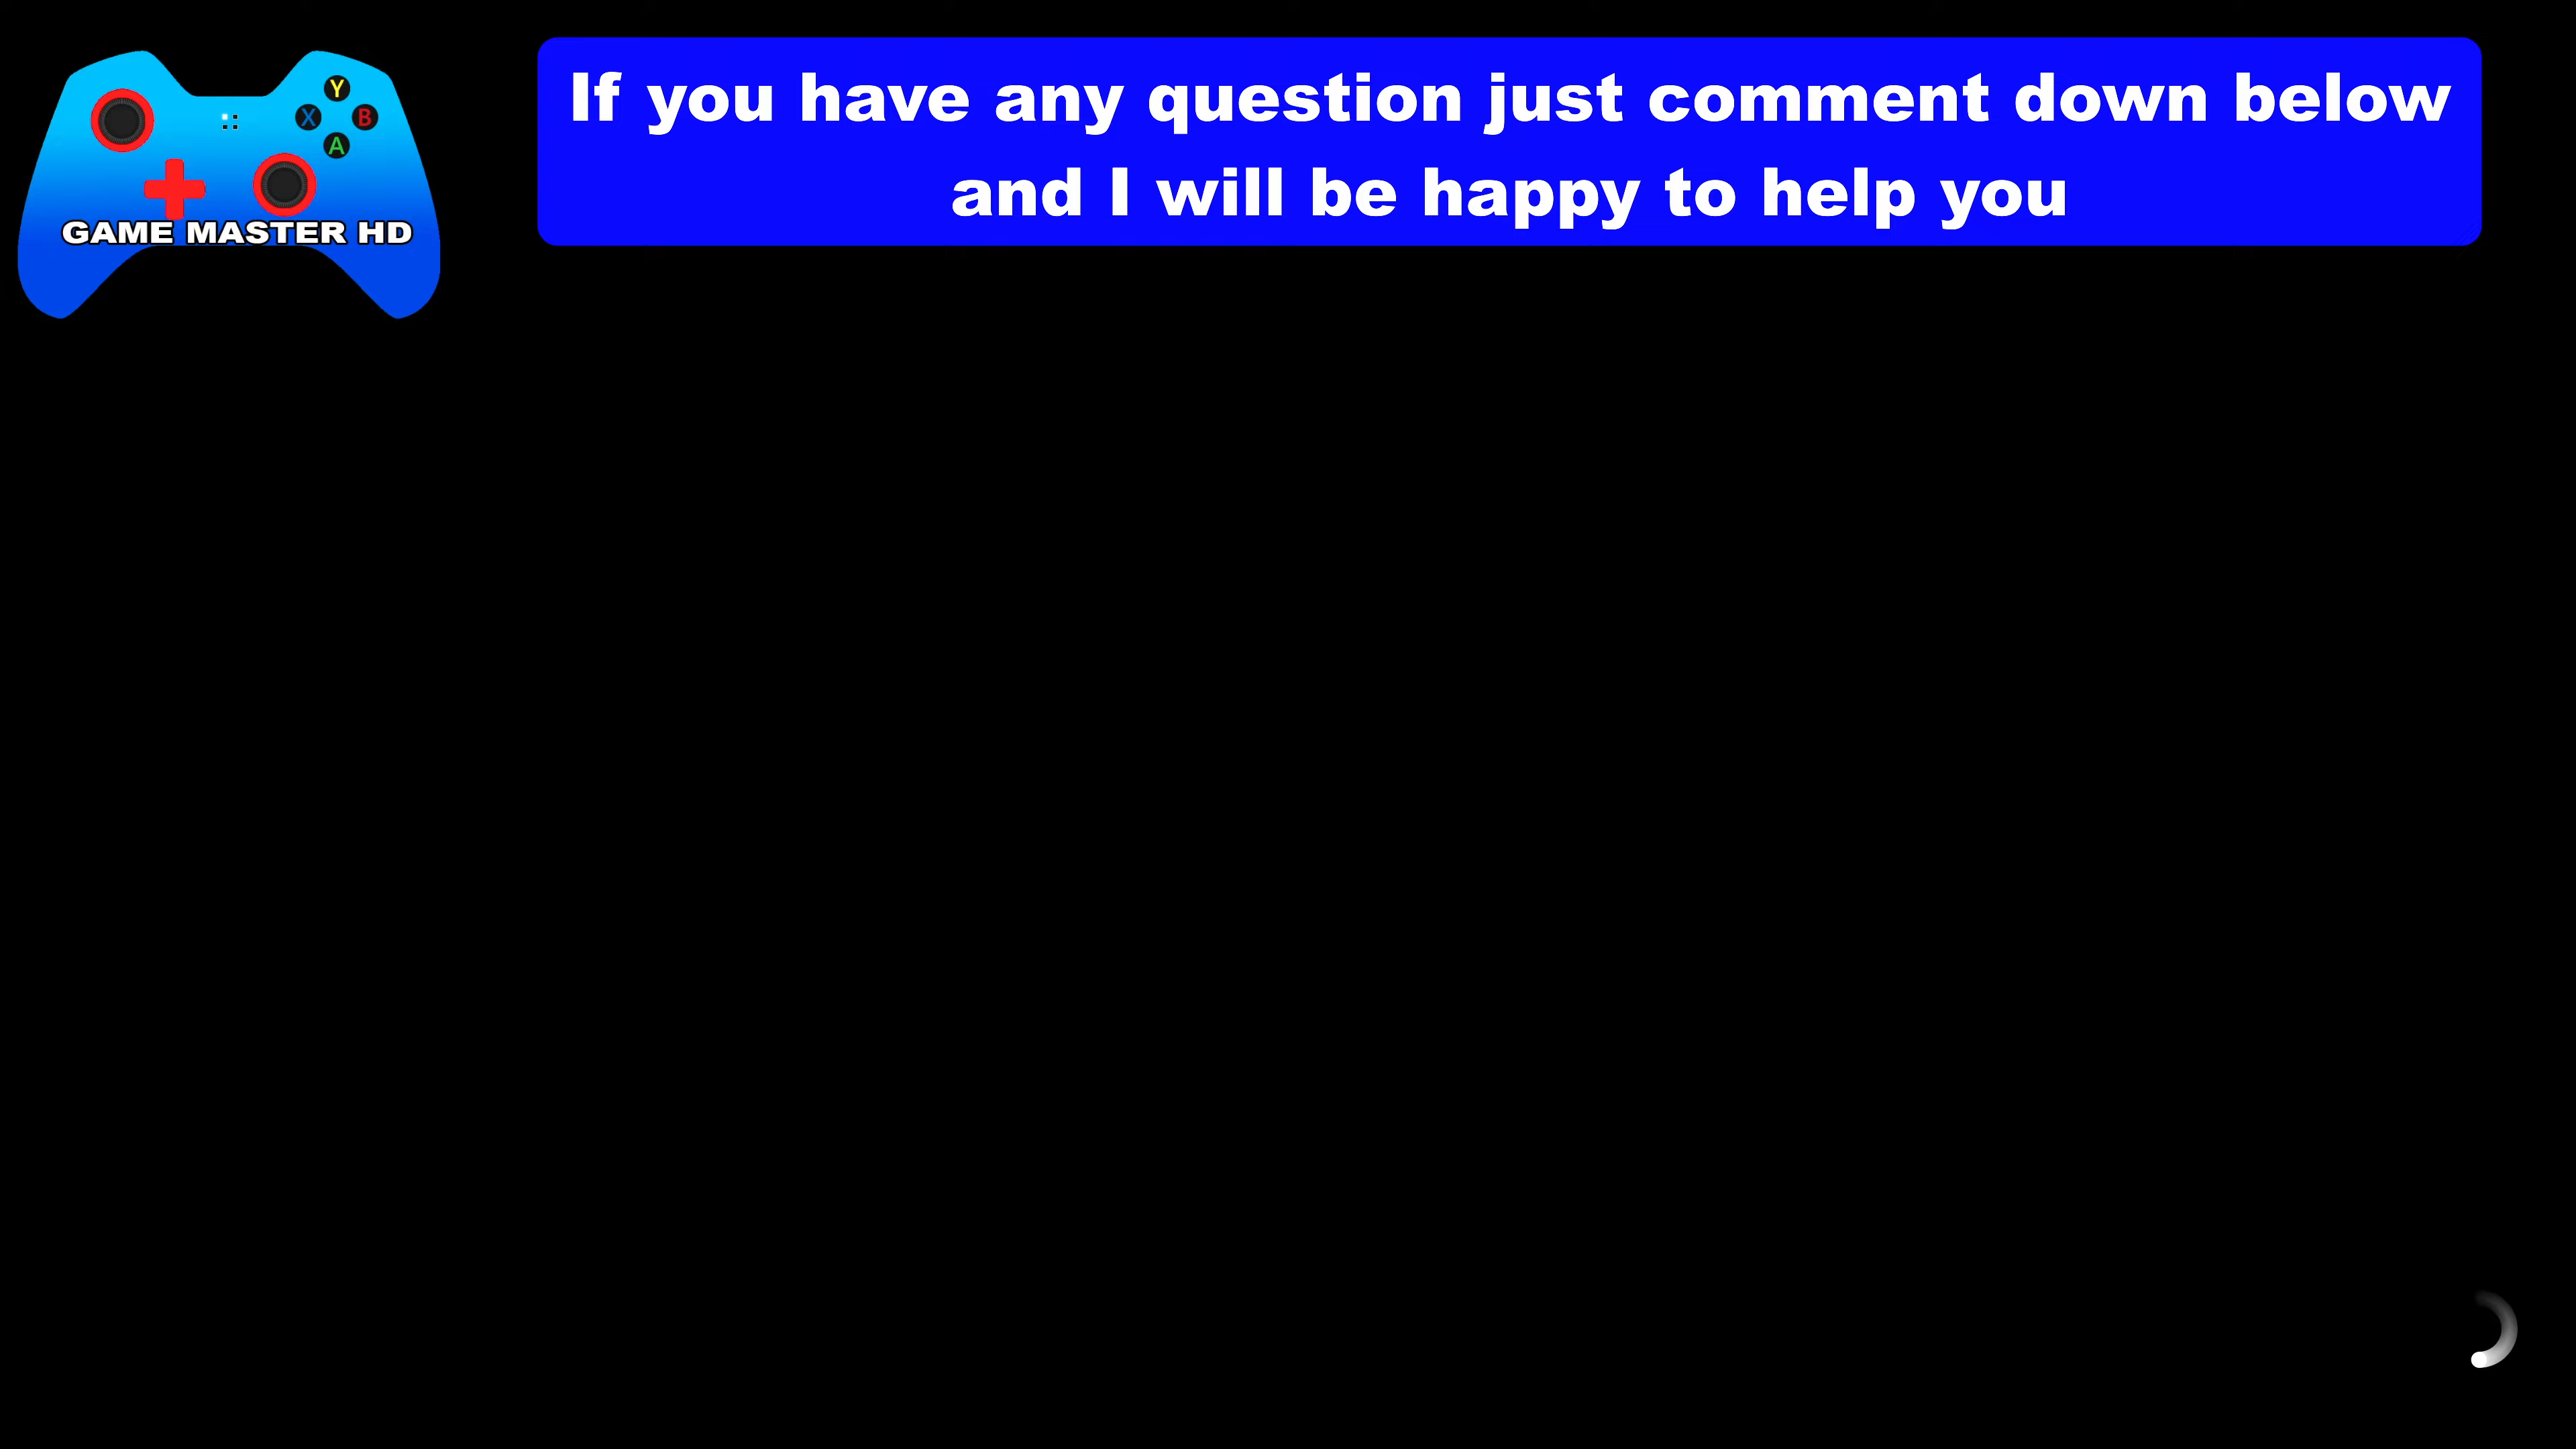 Y
X B
A
GAME MASTER HD
If you have any question just comment down below
and I will be happy to help you